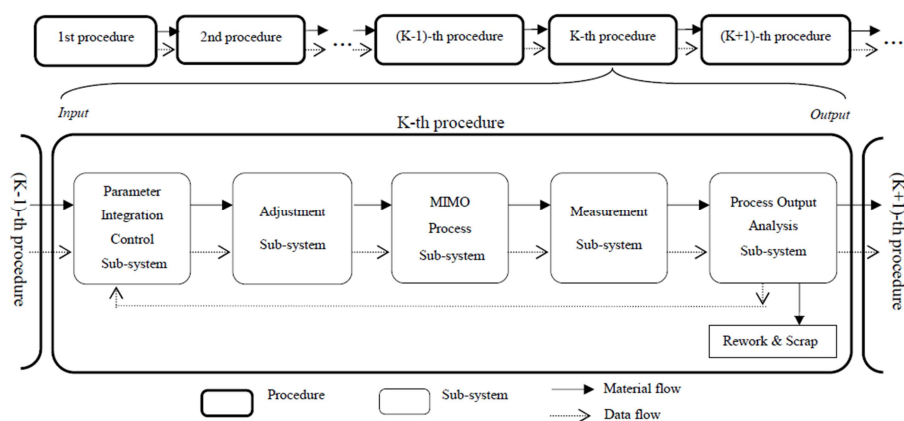 1st procedure
2nd procedure
...
(K-1)-th procedure
K-th procedure
(K+1)-th procedure
...
Input
Output
K-th procedure
(K-1)-th procedure
Parameter
Integration
Control
Sub-system
Adjustment
Sub-system
MIMO
Process
Sub-system
Measurement
Sub-system
Process Output
Analysis
Sub-system
(K+1)-th procedure
Rework & Scrap
Procedure
Sub-system
Material flow
Data flow